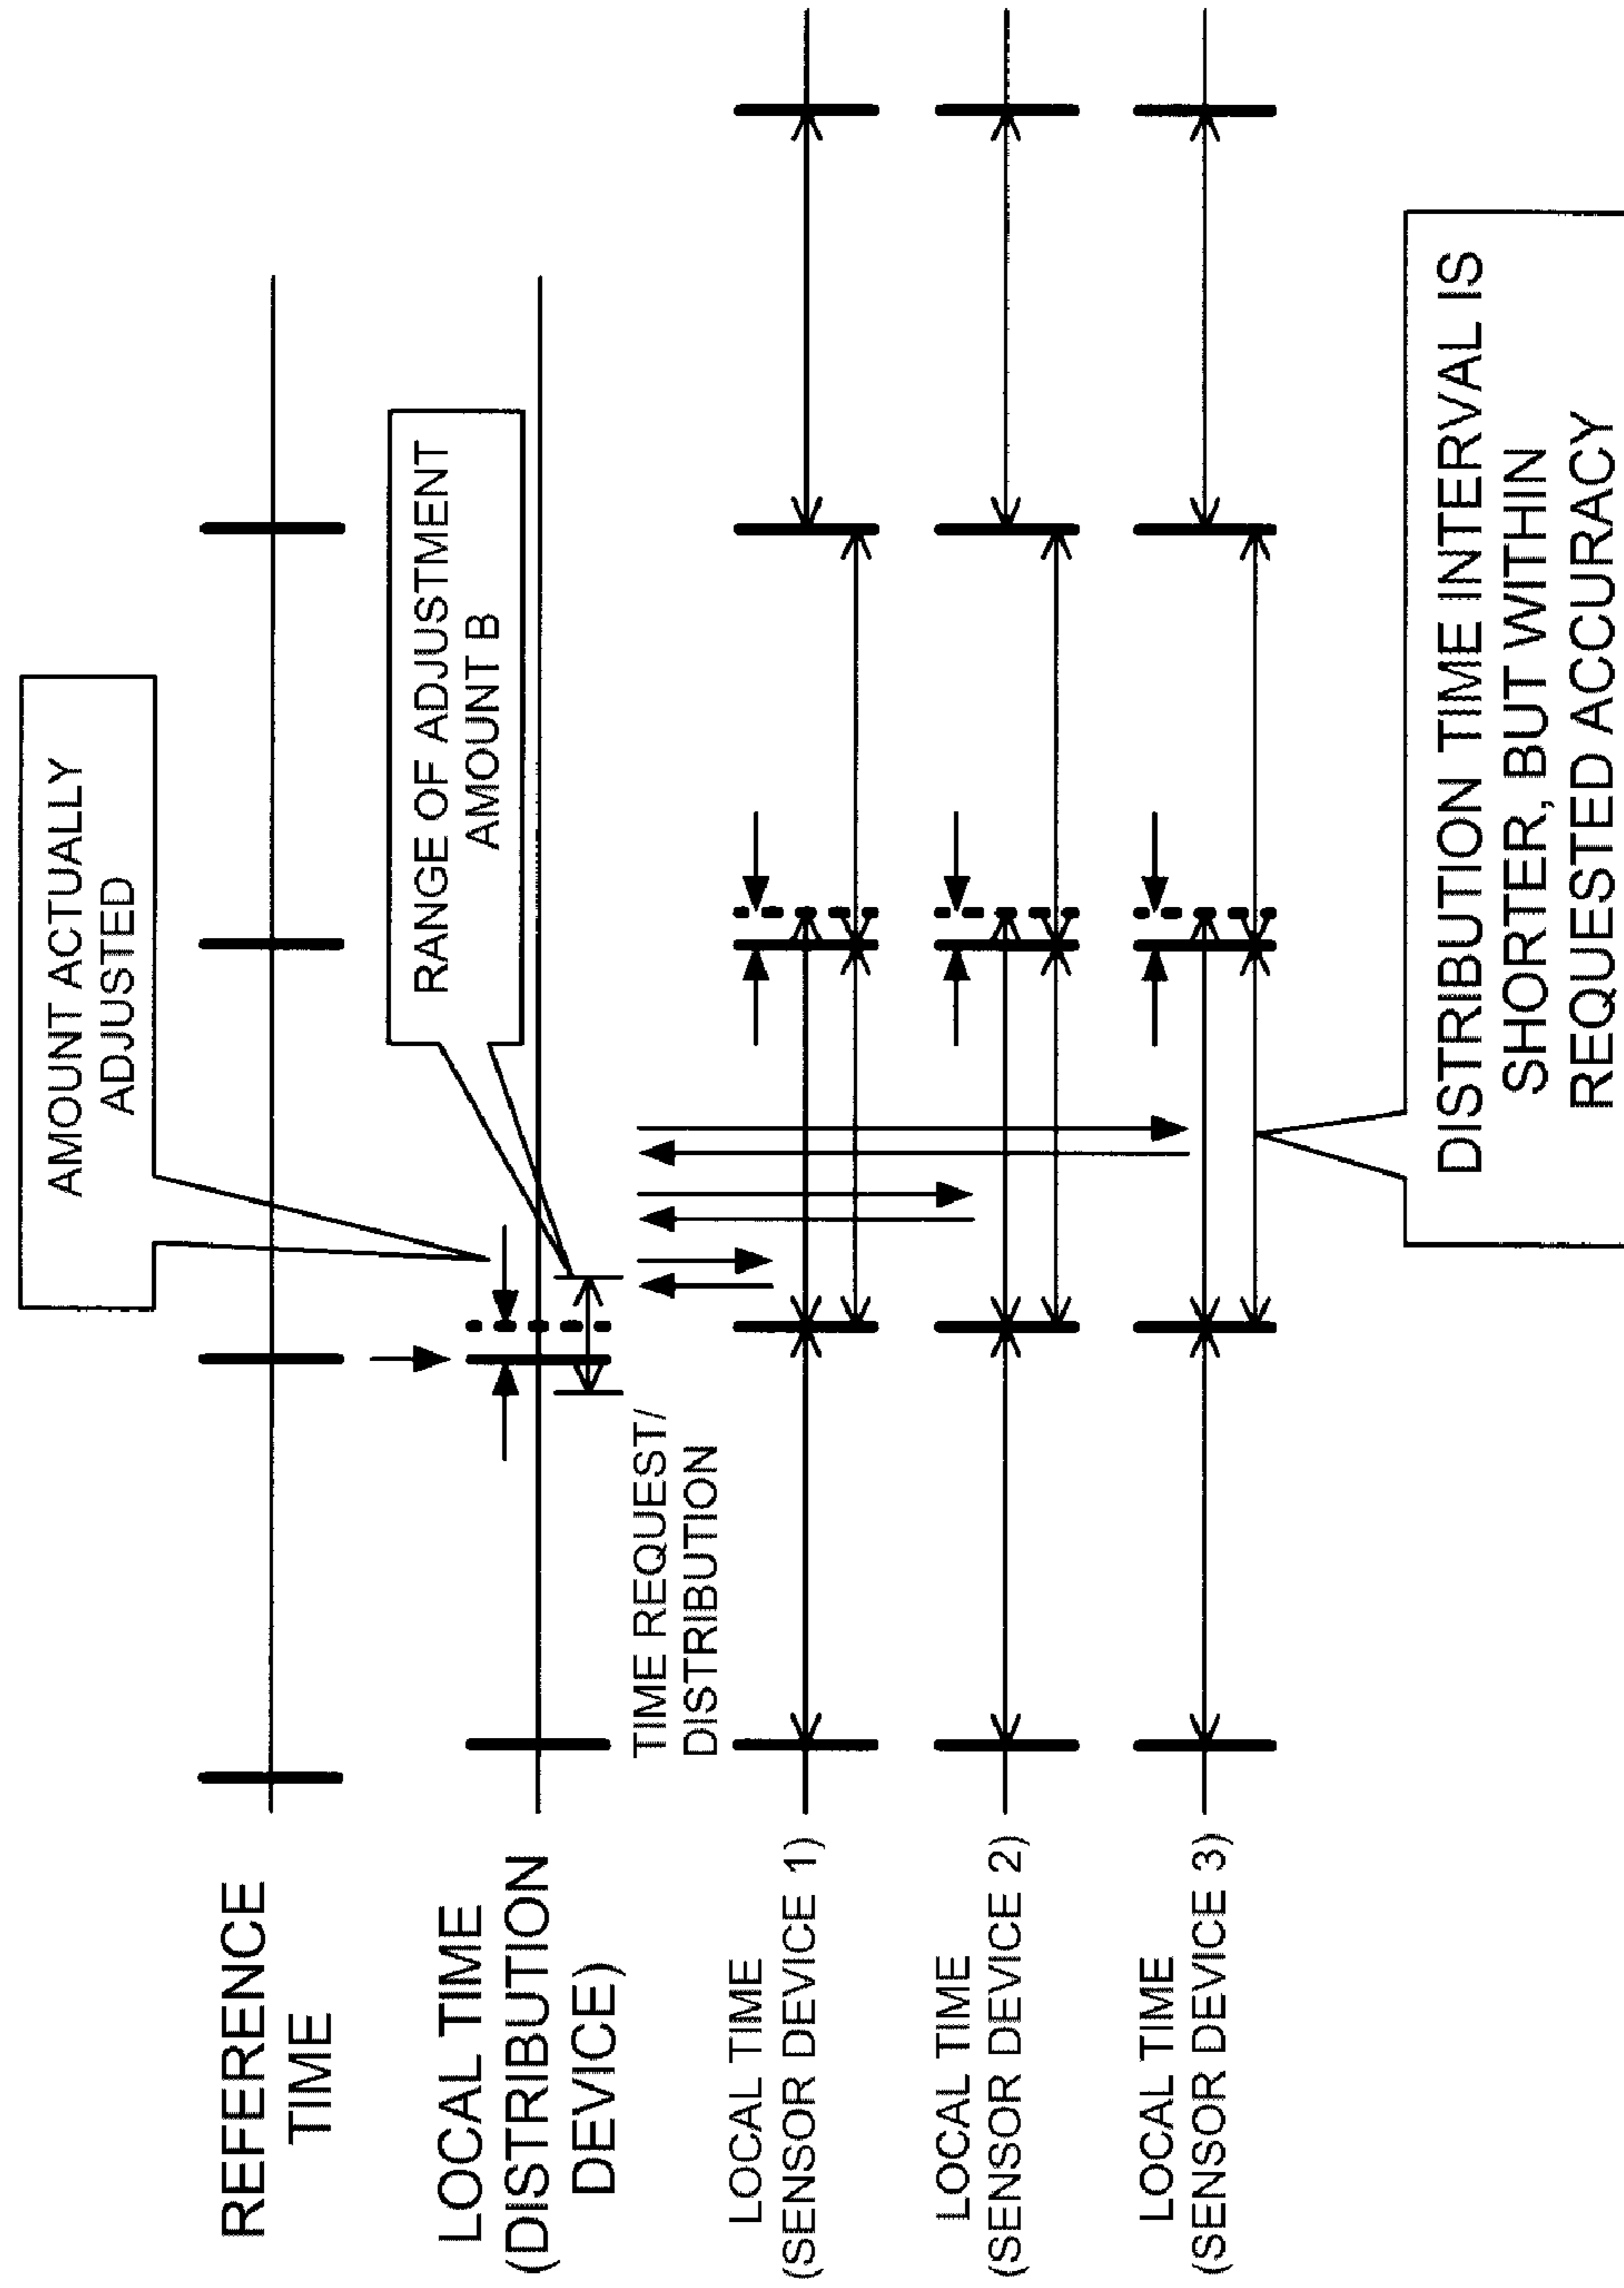 AMOUNT ACTUALLY
ADJUSTED
REFERENCE
TIME
RANGE OF ADJUSTMENT
AMOUNT B
LOCAL TIME
(DISTRIBUTION
DEVICE)
TIME REQUEST/
DISTRIBUTION
LOCAL TIME
(SENSOR DEVICE 1)
LOCAL TIME
(SENSOR DEVICE 2)
LOCAL TIME
(SENSOR DEVICE 3)
DISTRIBUTION TIME INTERVAL IS
SHORTER, BUT WITHIN
REQUESTED ACCURACY